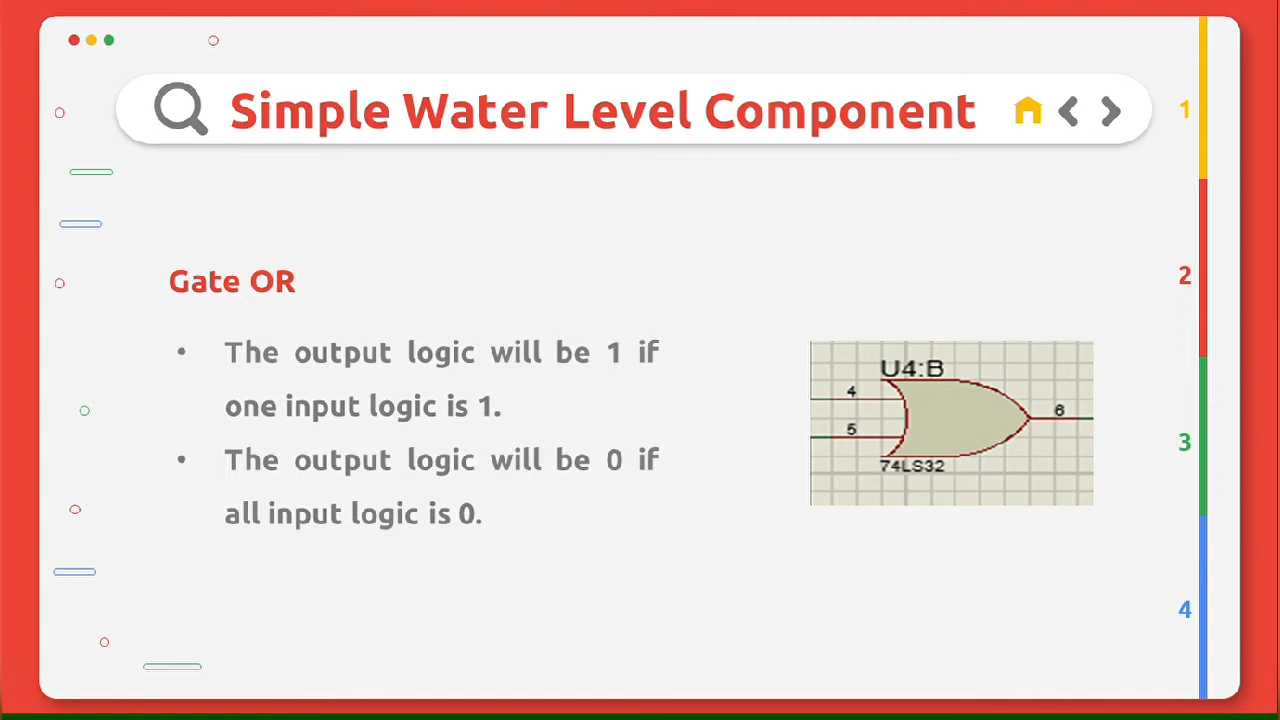 Simple Water Level Component
1
2
3
4
Gate OR
• The output logic will be 1 if
one input logic is 1.
• The output logic will be 0 if
all input logic is 0.
U4:B
4
5
6
74LS32